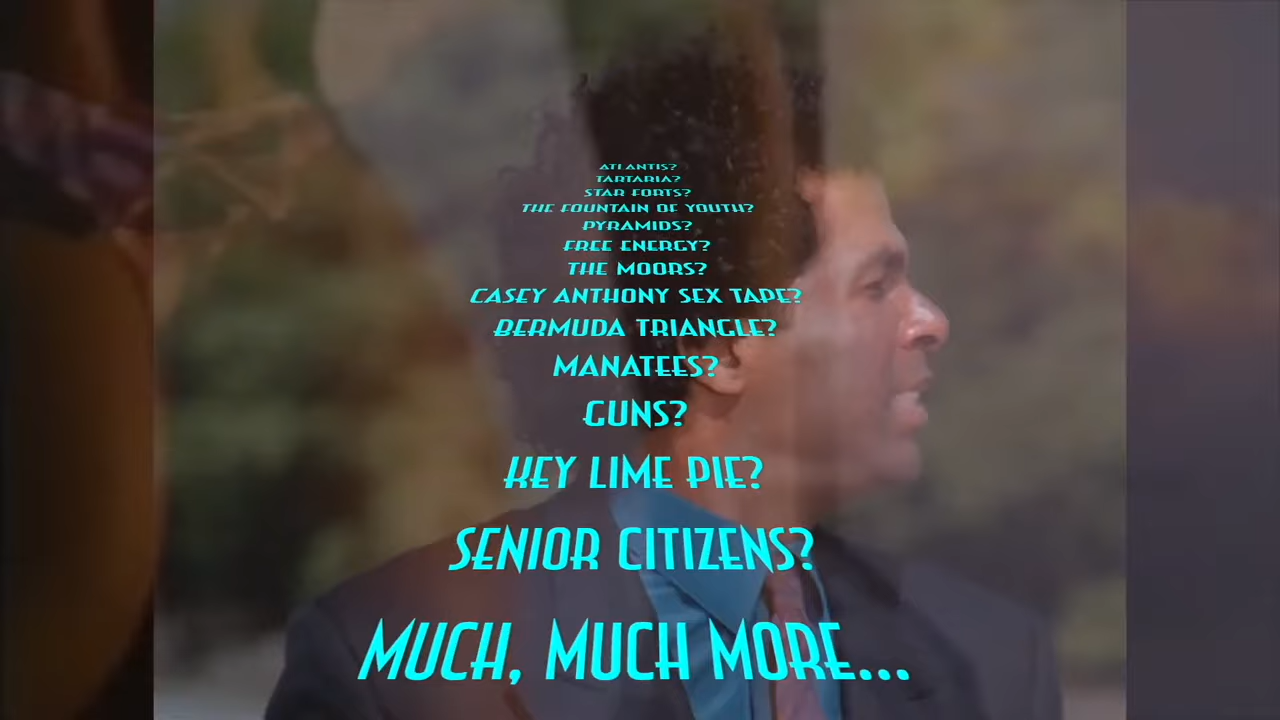 ATLANTIS?
TARTARIA?
STAR FORTS?
THE FOUNTAIN OF YOUTH?
PYRAMIDS?
FREE ENERGY?
THE MOORS?
CASEY ANTHONY SEX TAPE?
BERMUDA TRIANGLE?
MANATEES?
GUNS?
KEY LIME PIE?
SENIOR CITIZENS?
MUCH, MUCH MORE...